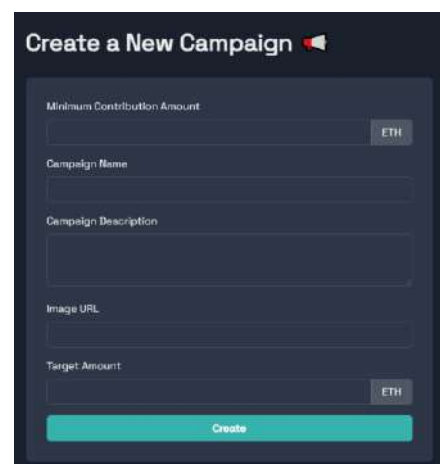 Create a New Campaign 📢
Minimum Contribution Amount
ETH
Campaign Name
Campaign Description
Image URL
Target Amount
ETH
Create